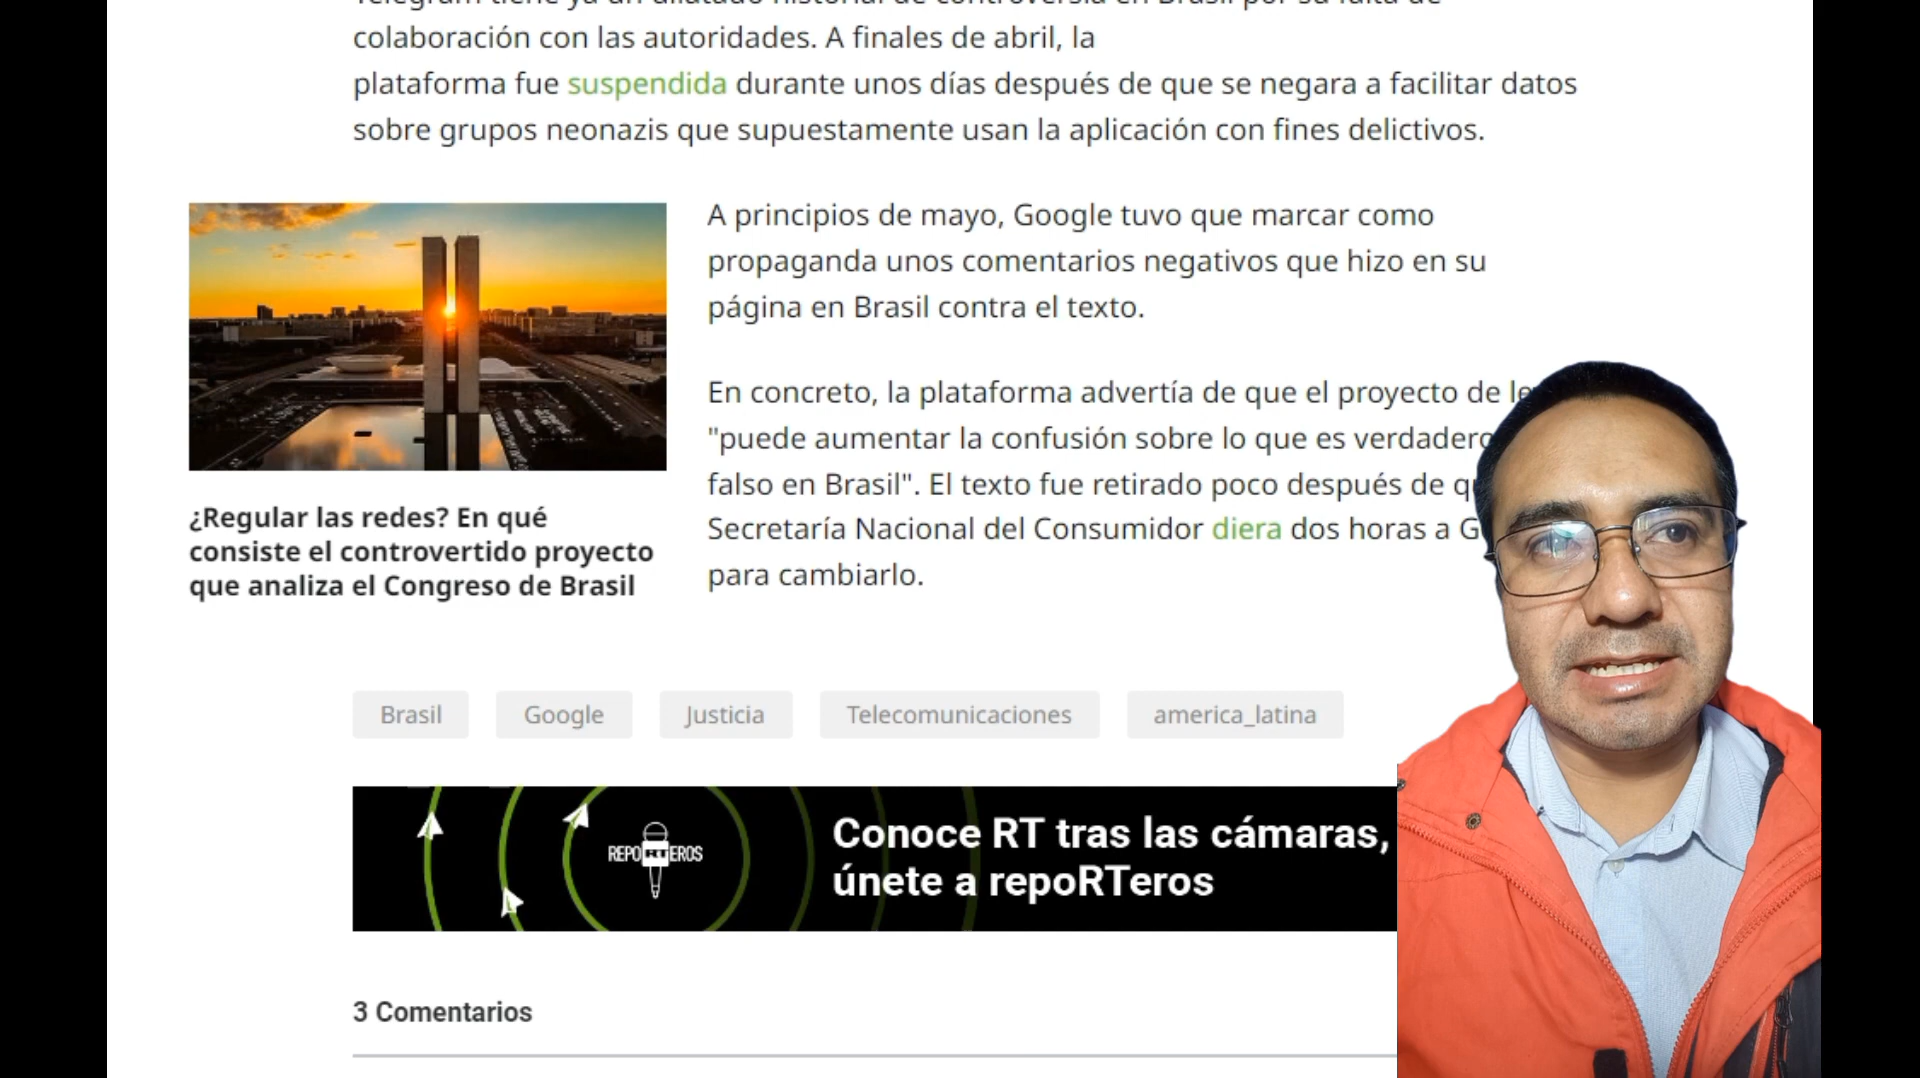 Telegram tiene ya un dilatado historial de controversia en Brasil por su falta de
colaboración con las autoridades. A finales de abril, la
plataforma fue suspendida durante unos días después de que se negara a facilitar datos
sobre grupos neonazis que supuestamente usan la aplicación con fines delictivos.
A principios de mayo, Google tuvo que marcar como
propaganda unos comentarios negativos que hizo en su
página en Brasil contra el texto.
En concreto, la plataforma advertía de que el proyecto de
"puede aumentar la confusión sobre lo que es verdadero
falso en Brasil". El texto fue retirado poco después de
Secretaría Nacional del Consumidor diera dos horas a
para cambiarlo.
¿Regular las redes? En qué
consiste el controvertido proyecto
que analiza el Congreso de Brasil
Brasil Google Justicia Telecomunicaciones america_latina
REPORTEROS
Conoce RT tras las cámaras,
únete a repoRTeros
3 Comentarios